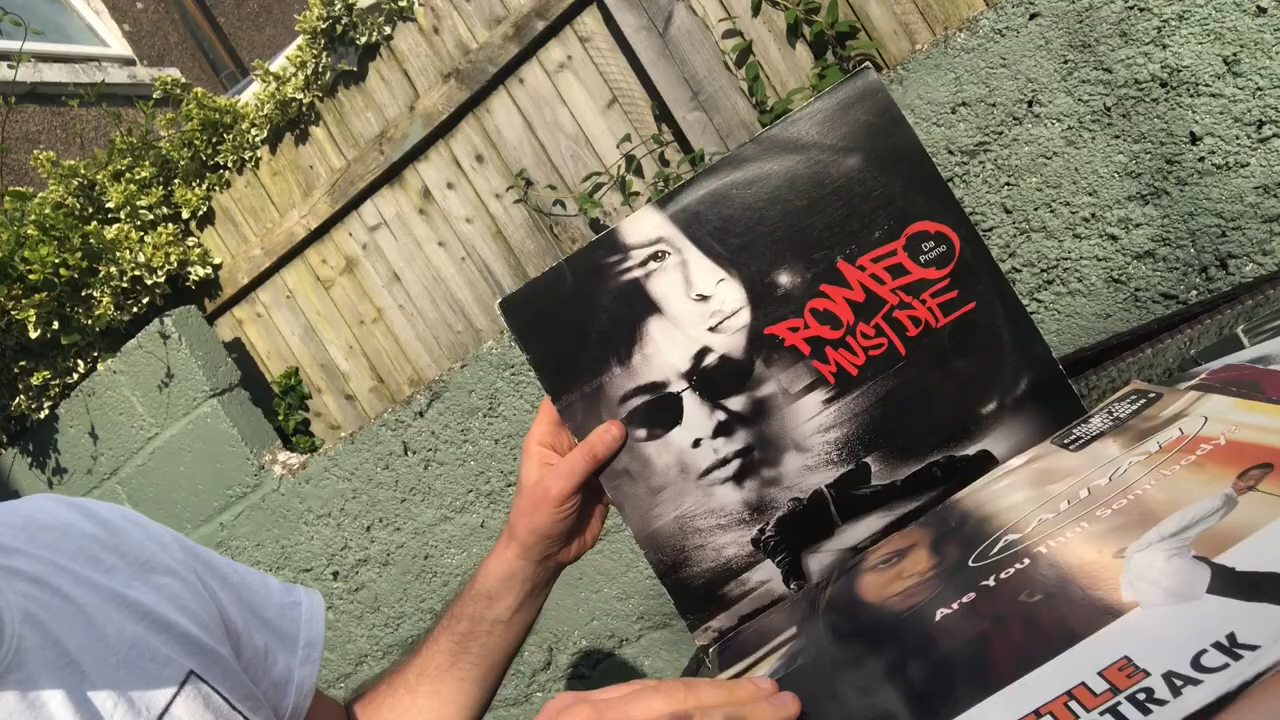 ROMEO
Da
Promo
MUST DIE
AALIYAH
Are You That Somebody?
TRACK